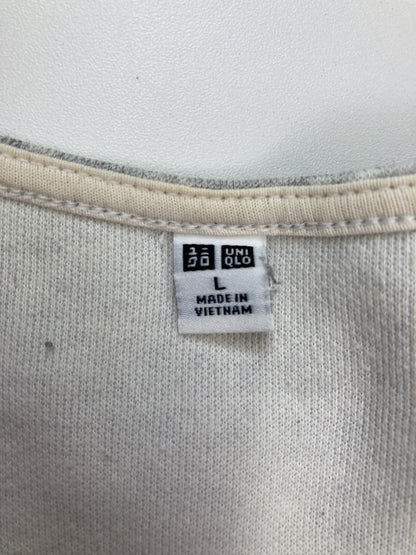 ユニ UNI
クロ QLO
L
MADE IN
VIETNAM